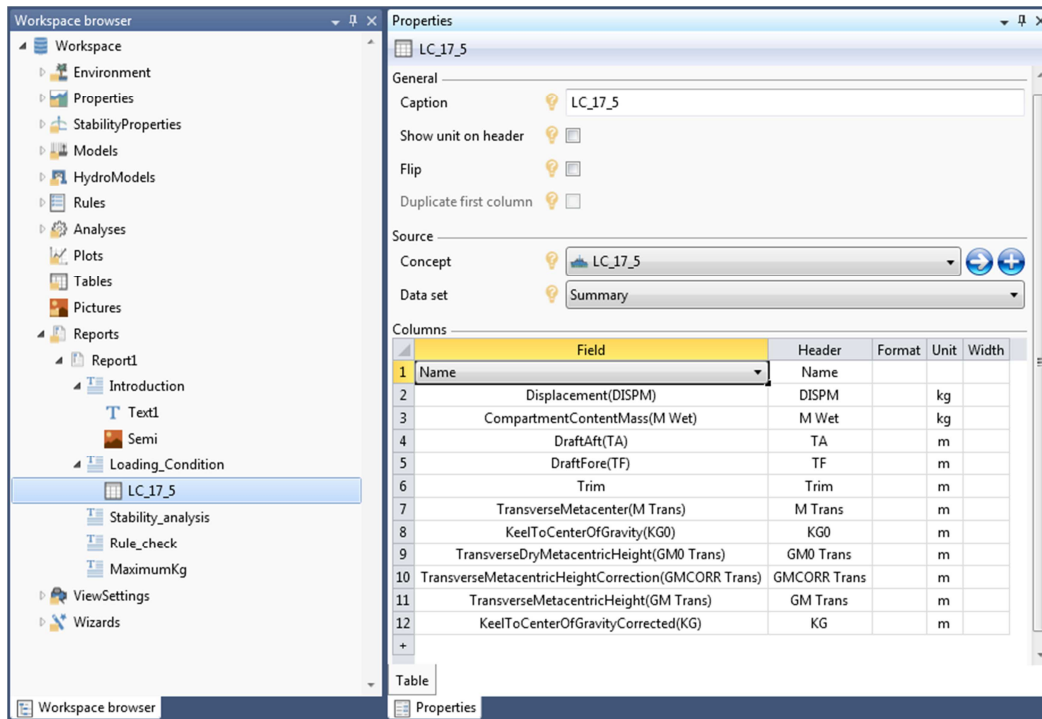 Workspace browser
Workspace
Environment
Properties
StabilityProperties
Models
HydroModels
Rules
Analyses
Plots
Tables
Pictures
Reports
Report1
Introduction
Text1
Semi
Loading_Condition
LC_17_5
Stability_analysis
Rule_check
MaximumKg
ViewSettings
Wizards
Workspace browser
Properties
LC_17_5
General
Caption LC_17_5
Show unit on header
Flip
Duplicate first column
Source
Concept LC_17_5
Data set Summary
Columns
Field Header Format Unit Width
1 Name Name
2 Displacement(DISPM) DISPM kg
3 CompartmentContentMass(M Wet) M Wet kg
4 DraftAft(TA) TA m
5 DraftFore(TF) TF m
6 Trim Trim m
7 TransverseMetacenter(M Trans) M Trans m
8 KeelToCenterOfGravity(KG0) KG0 m
9 TransverseDryMetacentricHeight(GM0 Trans) GM0 Trans m
10 TransverseMetacentricHeightCorrection(GMCORR Trans) GMCORR Trans m
11 TransverseMetacentricHeight(GM Trans) GM Trans m
12 KeelToCenterOfGravityCorrected(KG) KG m
+
Table
Properties